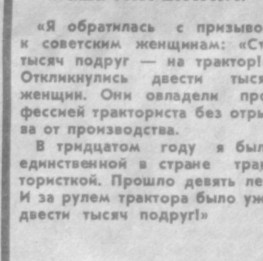 «Я обратилась с призыво
к советским женщинам: «Ст
тысяч подруг — на трактор!
Откликнулись двести тыся
женщин. Они овладели про
фессией тракториста без отры
ва от производства.
В тридцатом году я был
единственной в стране трак
тористкой. Прошло девять ле
И за рулем трактора было уж
двести тысяч подруг!»